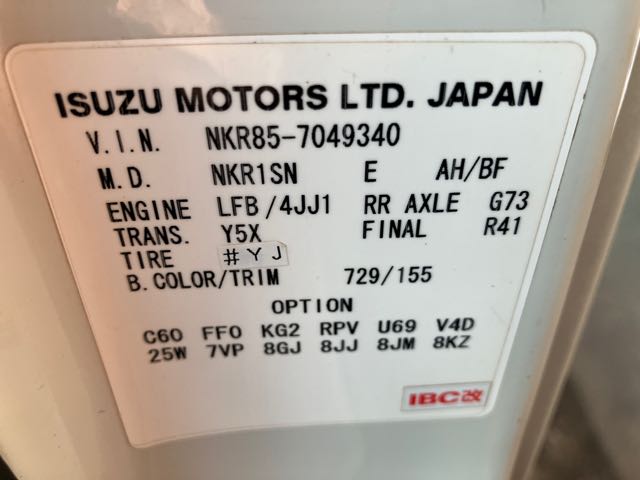 ISUZU MOTORS LTD. JAPAN
V.I.N. NKR85-7049340
M.D. NKR1SN E AH/BF
ENGINE LFB/4JJ1 RR AXLE G73
TRANS. Y5X FINAL R41
TIRE #YJ
B.COLOR/TRIM 729/155
OPTION
C60 FF0 KG2 RPV U69 V4D
25W 7VP 8GJ 8JJ 8JM 8KZ
IBC改